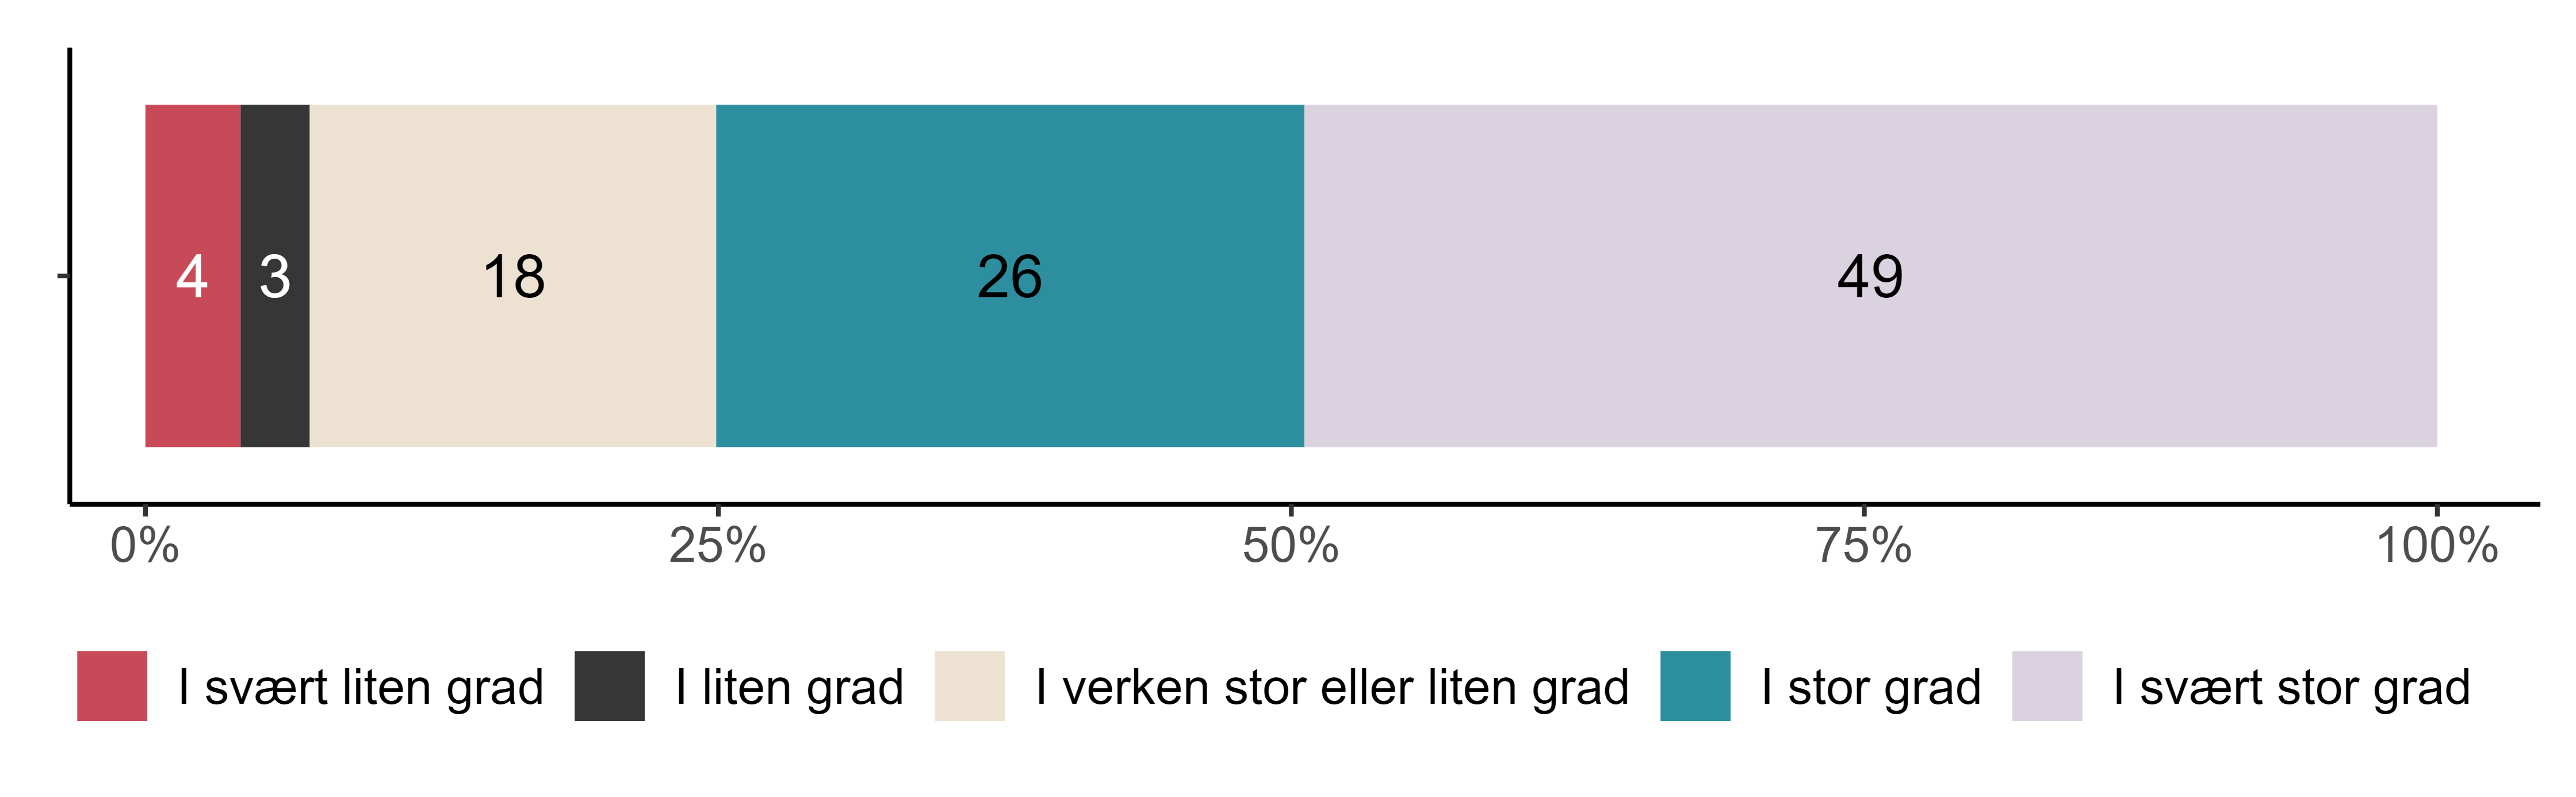 4 3 18 26 49
0% 25% 50% 75% 100%
I svært liten grad I liten grad I verken stor eller liten grad I stor grad I svært stor grad